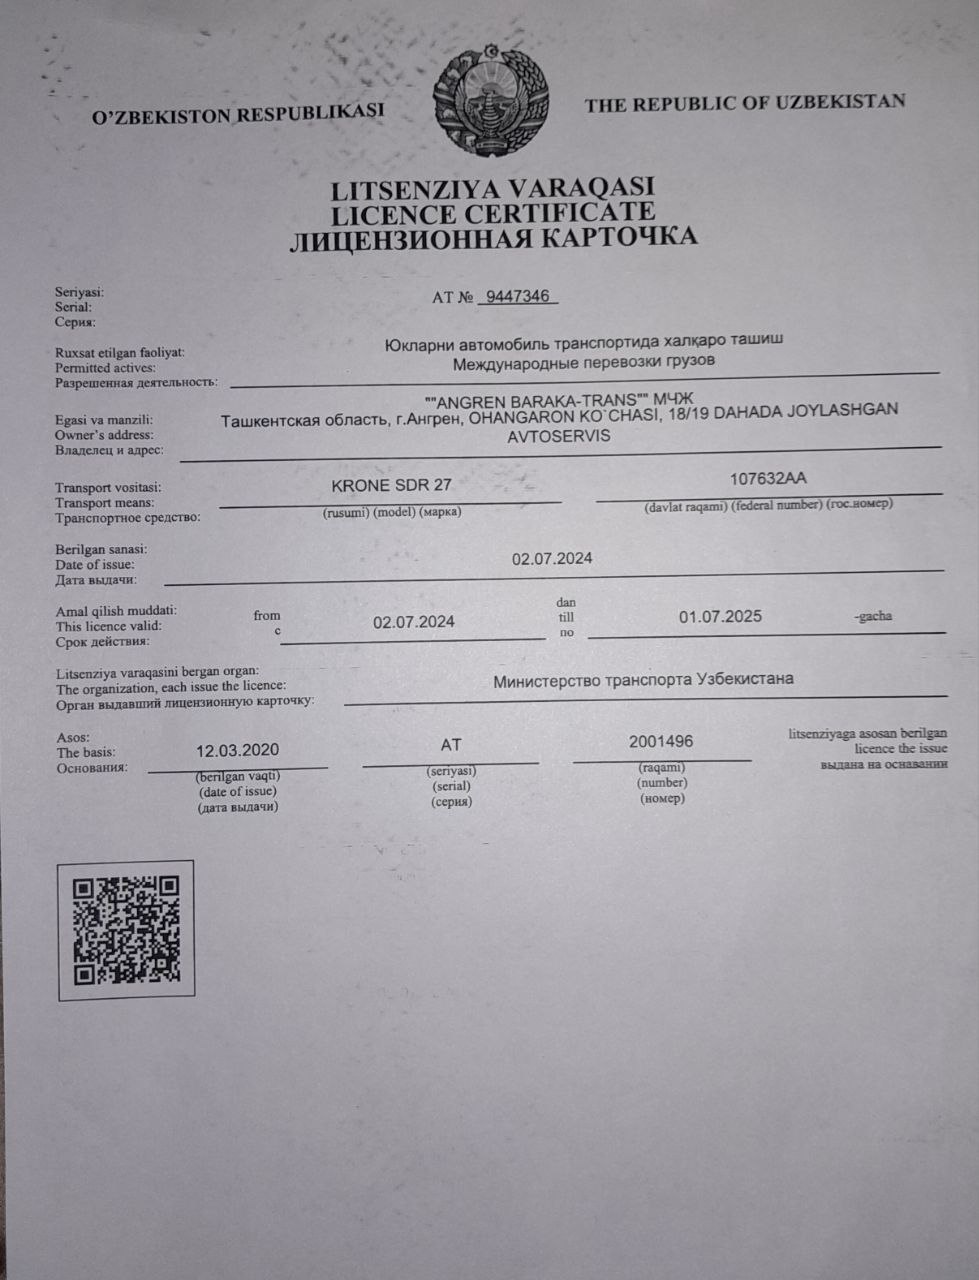 O'ZBEKISTON RESPUBLIKASI
THE REPUBLIC OF UZBEKISTAN
LITSENZIYA VARAQASI
LICENCE CERTIFICATE
ЛИЦЕНЗИОННАЯ КАРТОЧКА
Seriyasi:
Serial:
Серия:
AT № 9447346
Ruxsat etilgan faoliyat:
Permitted actives:
Разрешенная деятельность:
Юкларни автомобиль транспортида халқаро ташиш
Международные перевозки грузов
Egasi va manzili:
Owner's address:
Владелец и адрес:
""ANGREN BARAKA-TRANS"" МЧЖ
Ташкентская область, г.Ангрен, OHANGARON KO`CHASI, 18/19 DAHADA JOYLASHGAN
AVTOSERVIS
Transport vositasi:
Transport means:
Транспортное средство:
KRONE SDR 27
(rusumi) (model) (марка)
107632AA
(davlat raqami) (federal number) (гос.номер)
Berilgan sanasi:
Date of issue:
Дата выдачи:
02.07.2024
Amal qilish muddati:
This licence valid:
Срок действия:
from
с
02.07.2024
dan
till
по
01.07.2025
-gacha
Litsenziya varaqasini bergan organ:
The organization, each issue the licence:
Орган выдавший лицензионную карточку:
Министерство транспорта Узбекистана
Asos:
The basis:
Основания:
12.03.2020
(berilgan vaqti)
(date of issue)
(дата выдачи)
AT
(seriyasi)
(serial)
(серия)
2001496
(raqami)
(number)
(номер)
litsenziyaga asosan berilgan
licence the issue
выдана на основании